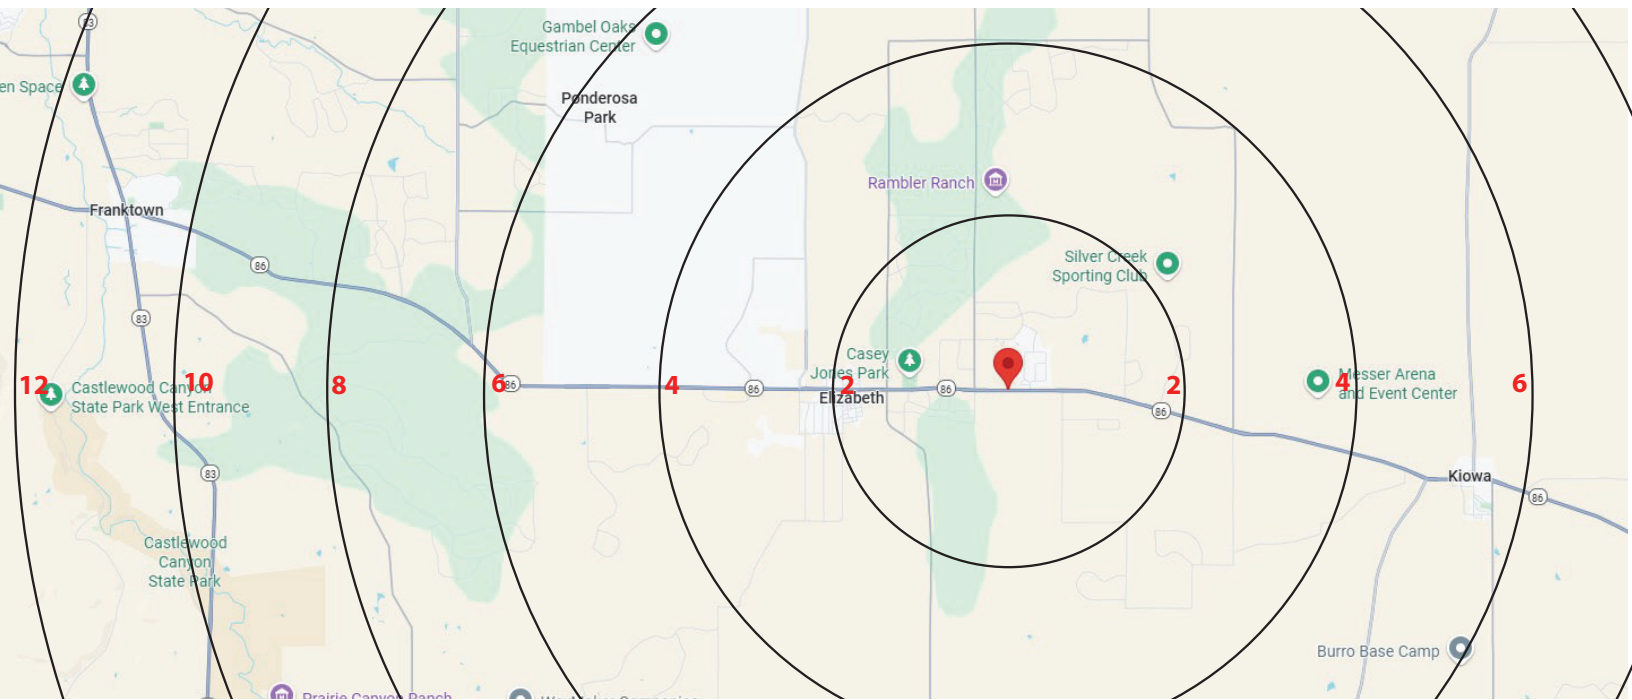 83
Gambel Oaks
Equestrian Center
en Space
Ponderosa
Park
Rambler Ranch
Franktown
Silver Creek
Sporting Club
86
83
Casey
Jones Park
12
Castlewood Canyon
State Park West Entrance
10
8
6
86
4
86
2
Elizabeth
86
2
86
4
Messer Arena
and Event Center
6
83
Kiowa
86
Castlewood
Canyon
State Park
Burro Base Camp
Prairie Canyon Ranch